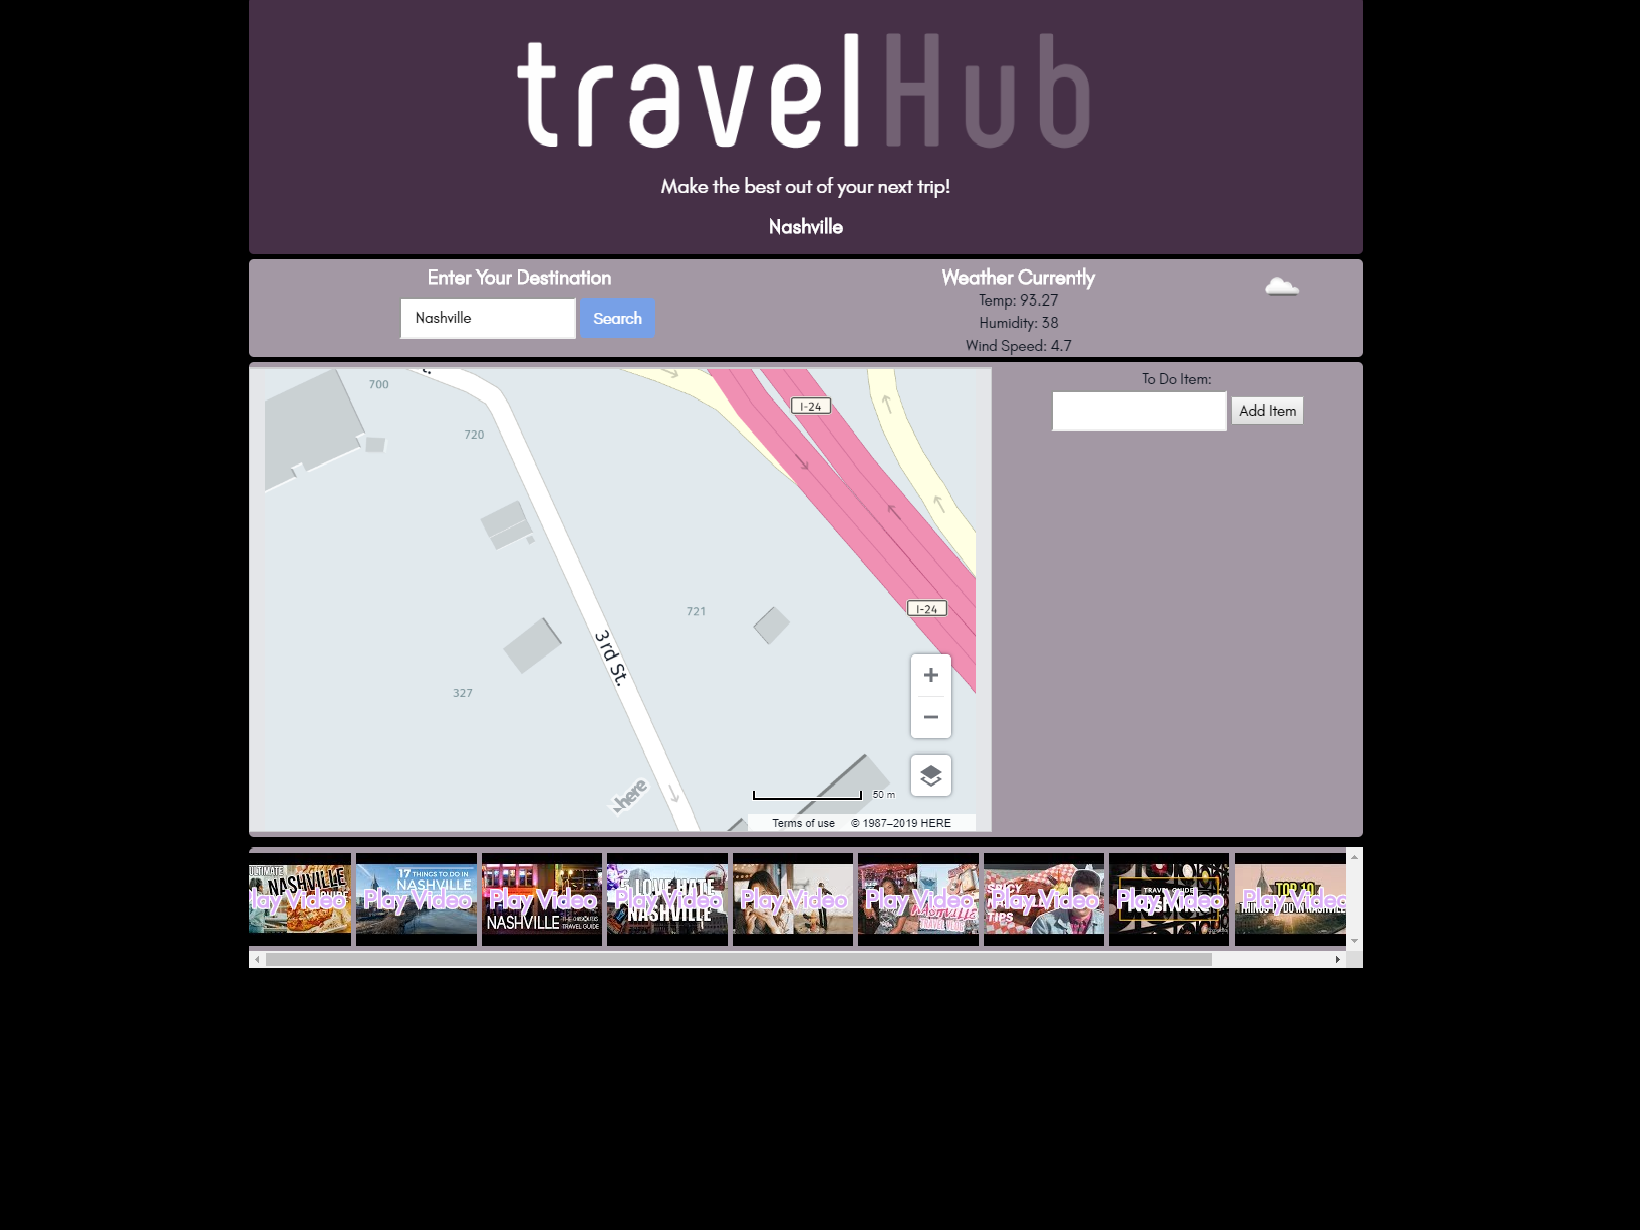 travelHub
Make the best out of your next trip!
Nashville
Enter Your Destination
Nashville
Search
Weather Currently
Temp: 93.27
Humidity: 38
Wind Speed: 4.7
700
720
I-24
721
I-24
3rd St.
327
here
50 m
Terms of use
© 1987–2019 HERE
To Do Item:
Add Item
ULTIMATE
NASHVILLE
Play Video
17 THINGS TO DO IN
NASHVILLE
Play Video
Play Video
NASHVILLE
TRAVEL GUIDE
5 LOVE HATE
Play Video
NASHVILLE
Play Video
Play Video
NASHVILLE
TRAVEL VLOG
SPICY
Play Video
TIPS
TRAVEL GUIDE
Play Video
TOP 10
Play Video
THINGS TO DO IN NASHVILLE